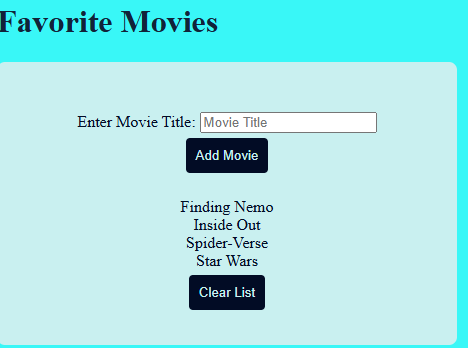 Favorite Movies
Enter Movie Title: Movie Title
Add Movie
Finding Nemo
Inside Out
Spider-Verse
Star Wars
Clear List